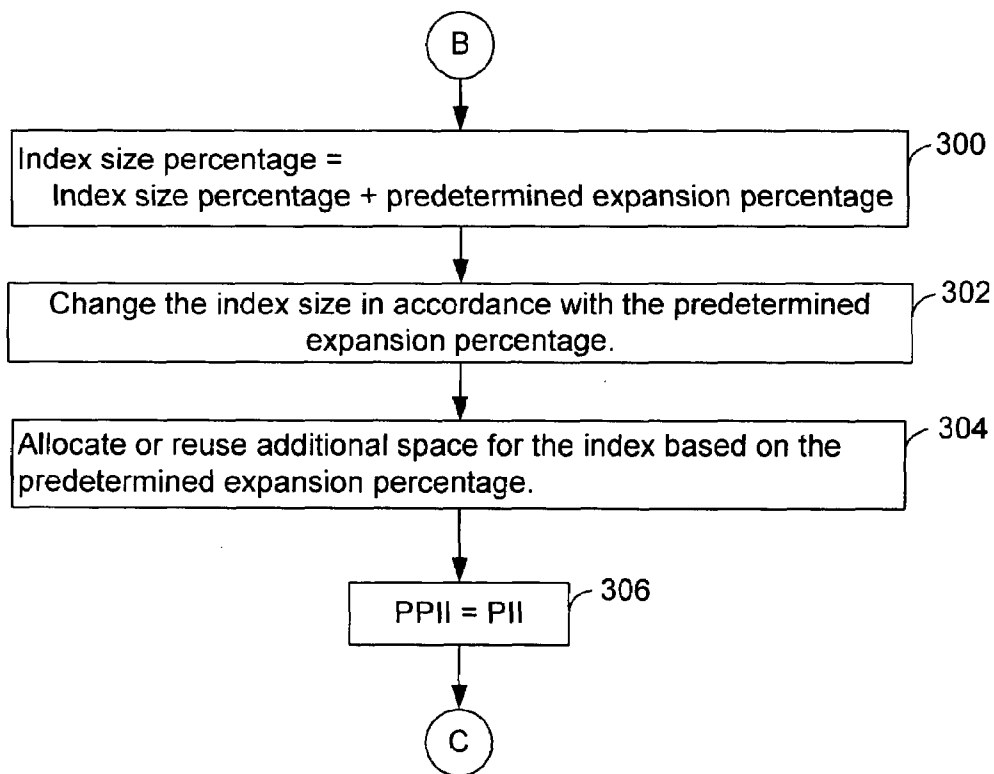 B
300
Index size percentage =
Index size percentage + predetermined expansion percentage
302
Change the index size in accordance with the predetermined
expansion percentage.
304
Allocate or reuse additional space for the index based on the
predetermined expansion percentage.
306
PPII = PII
C